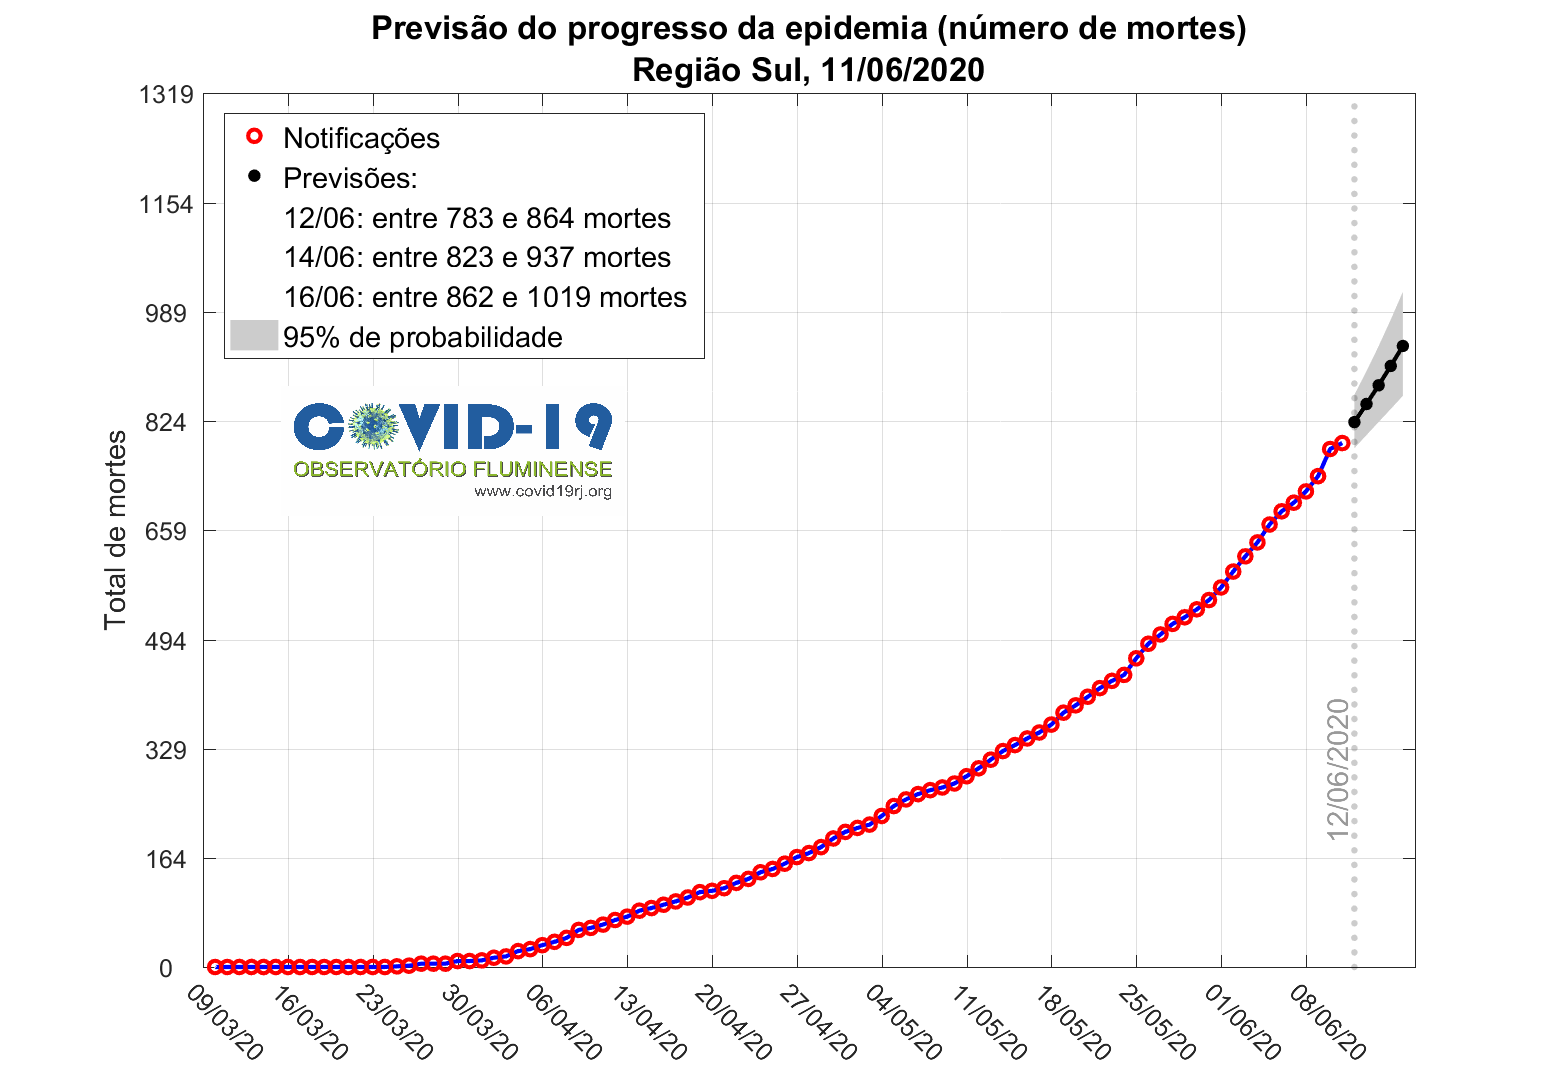 Previsão do progresso da epidemia (número de mortes)
Região Sul, 11/06/2020
Notificações
Previsões:
12/06: entre 783 e 864 mortes
14/06: entre 823 e 937 mortes
16/06: entre 862 e 1019 mortes
95% de probabilidade
COVID-19
OBSERVATÓRIO FLUMINENSE
www.covid19rj.org
Total de mortes
1319
1154
989
824
659
494
329
164
0
12/06/2020
09/03/20
16/03/20
23/03/20
30/03/20
06/04/20
13/04/20
20/04/20
27/04/20
04/05/20
11/05/20
18/05/20
25/05/20
01/06/20
08/06/20